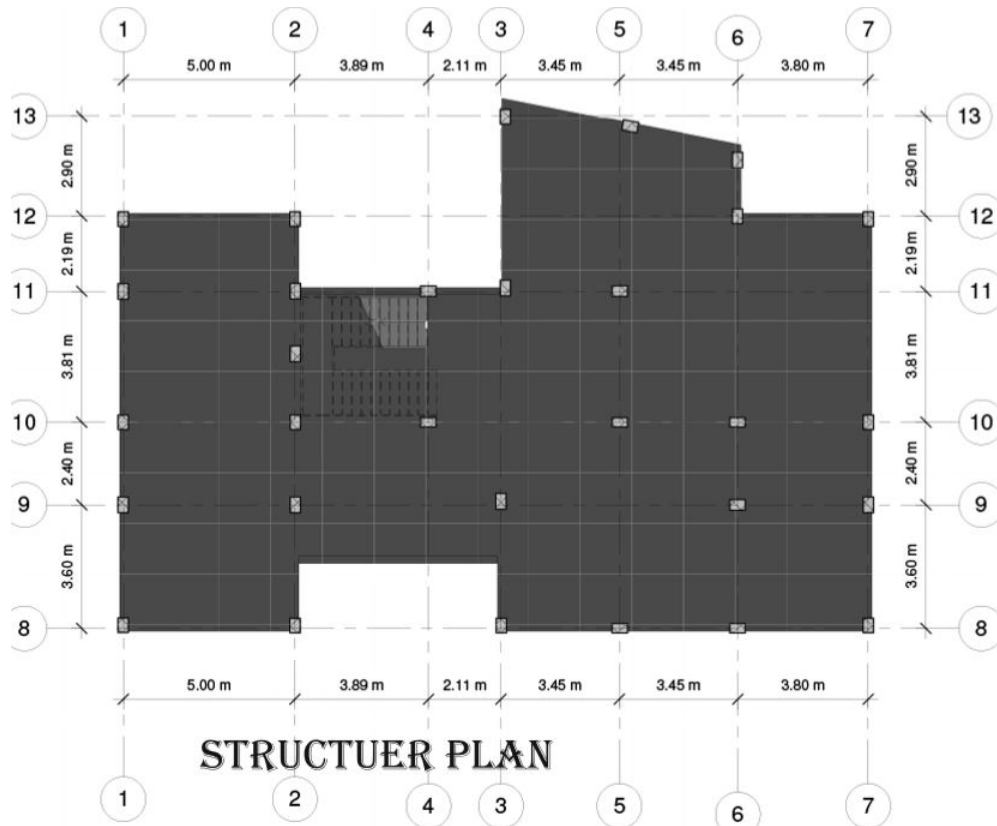 1 2 4 3 5 6 7
5.00 m 3.89 m 2.11 m 3.45 m 3.45 m 3.80 m
13 13
2.90 m 2.90 m
12 12
2.19 m 2.19 m
11 11
3.81 m 3.81 m
10 10
2.40 m 2.40 m
9 9
3.60 m 3.60 m
8 8
5.00 m 3.89 m 2.11 m 3.45 m 3.45 m 3.80 m
STRUCTUER PLAN
1 2 4 3 5 6 7